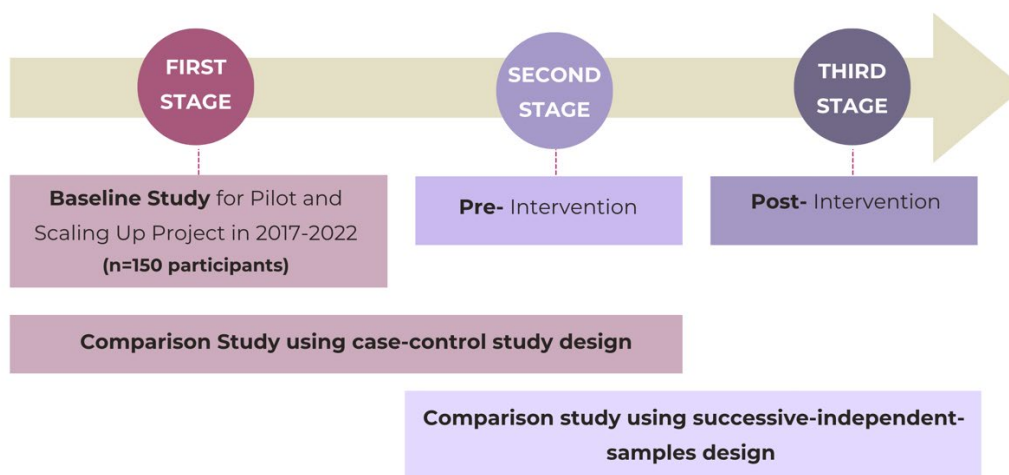 FIRST
STAGE
SECOND
STAGE
THIRD
STAGE
Baseline Study for Pilot and
Scaling Up Project in 2017-2022
(n=150 participants)
Pre- Intervention
Post- Intervention
Comparison Study using case-control study design
Comparison study using successive-independent-
samples design